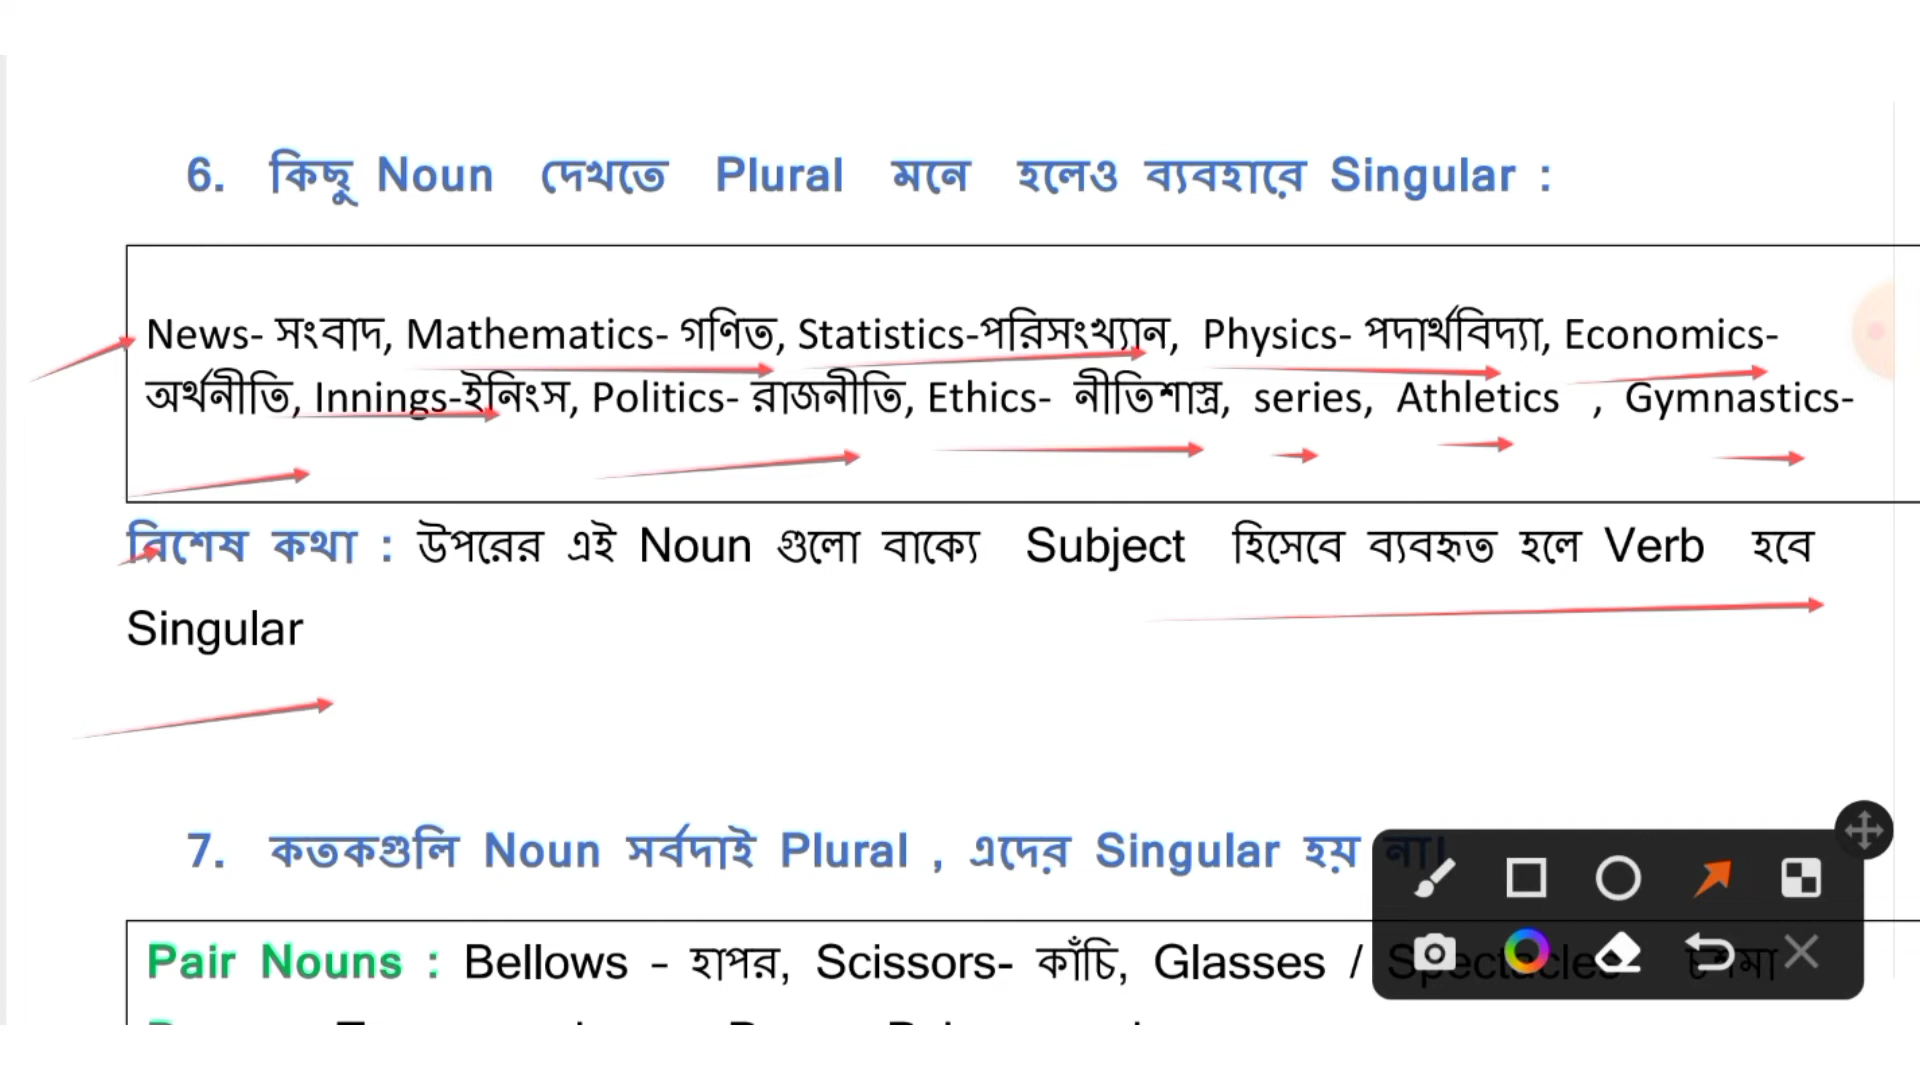 6. কিছু Noun দেখতে Plural মনে হলেও ব্যবহারে Singular :
News- সংবাদ, Mathematics- গণিত, Statistics-পরিসংখ্যান, Physics- পদার্থবিদ্যা, Economics-
অর্থনীতি, Innings-ইনিংস, Politics- রাজনীতি, Ethics- নীতিশাস্ত্র, series, Athletics , Gymnastics-
বিশেষ কথা : উপরের এই Noun গুলো বাক্যে Subject হিসেবে ব্যবহৃত হলে Verb হবে
Singular
7. কতকগুলি Noun সর্বদাই Plural , এদের Singular হয় না।
Pair Nouns : Bellows - হাপর, Scissors- কাঁচি, Glasses / Spectacles চশমা